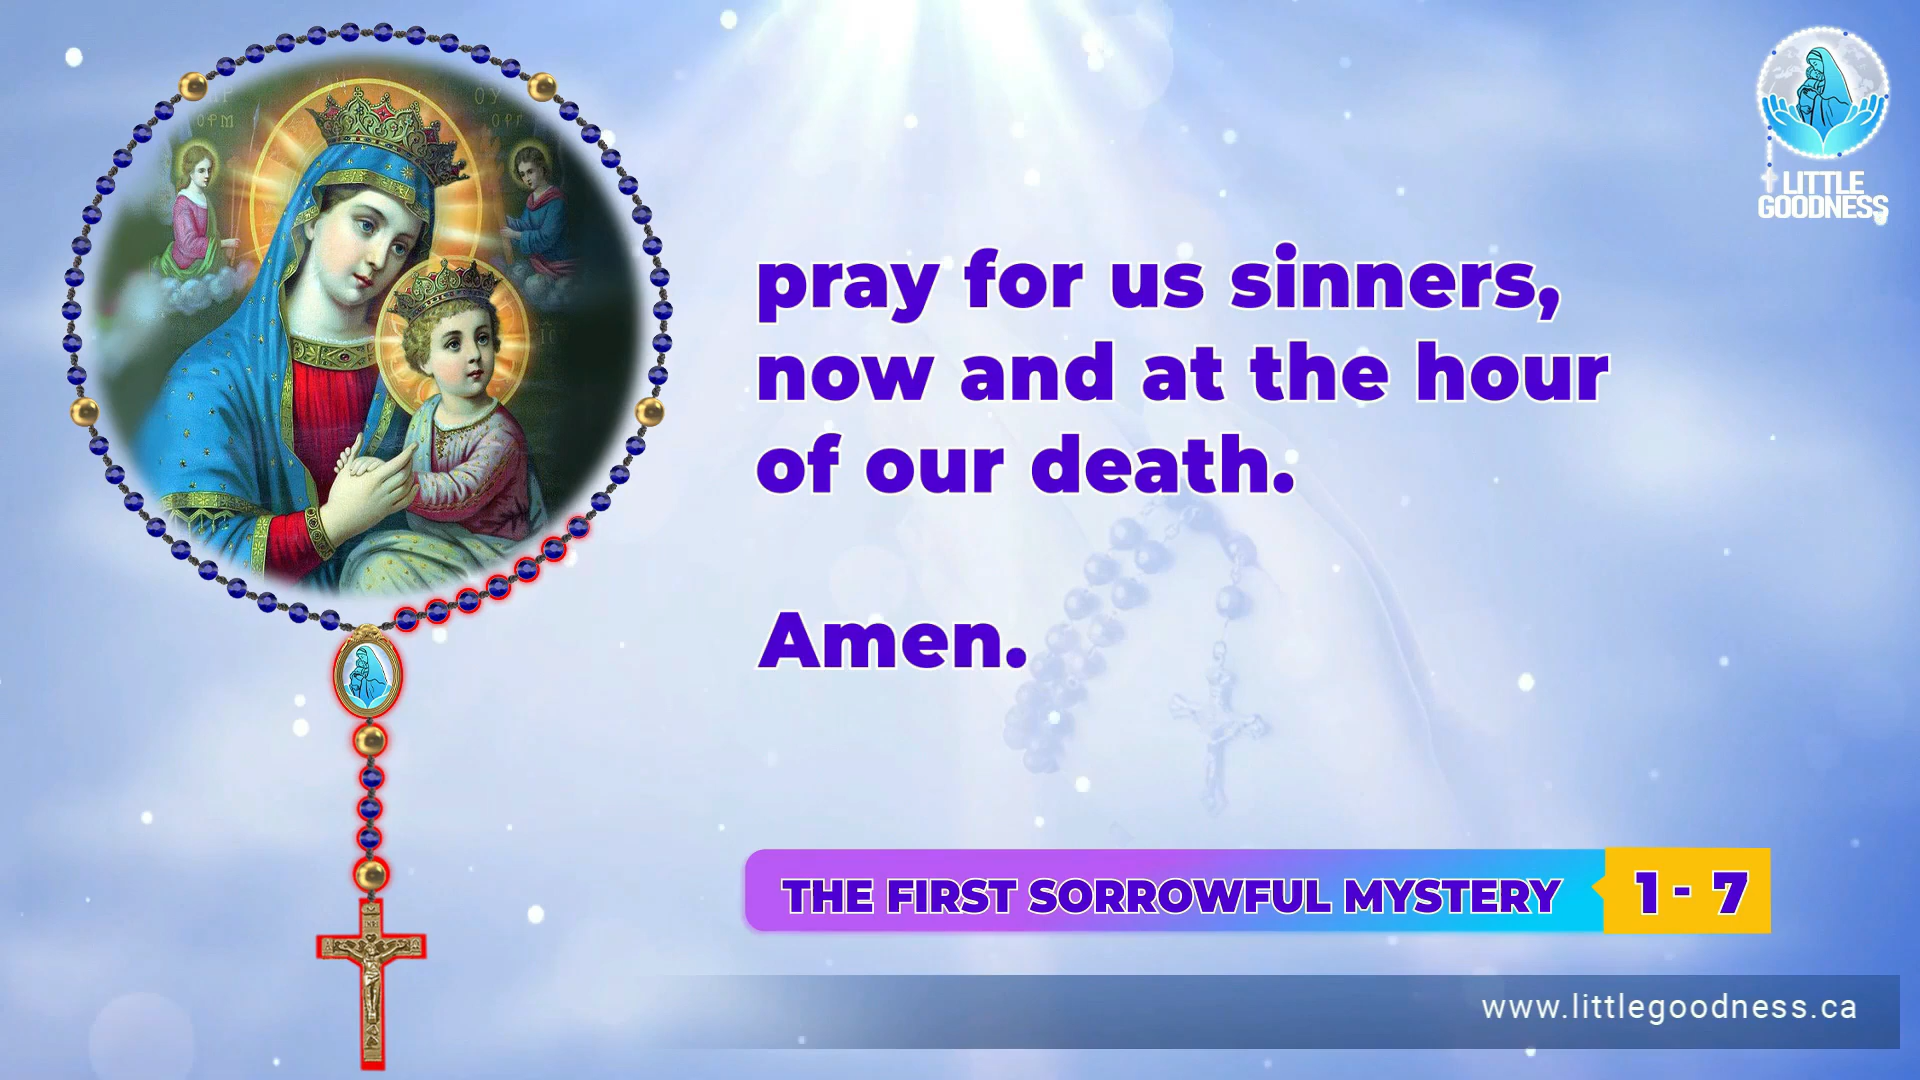 LITTLE
GOODNESS
pray for us sinners,
now and at the hour
of our death.
Amen.
THE FIRST SORROWFUL MYSTERY 1 - 7
www.littlegoodness.ca